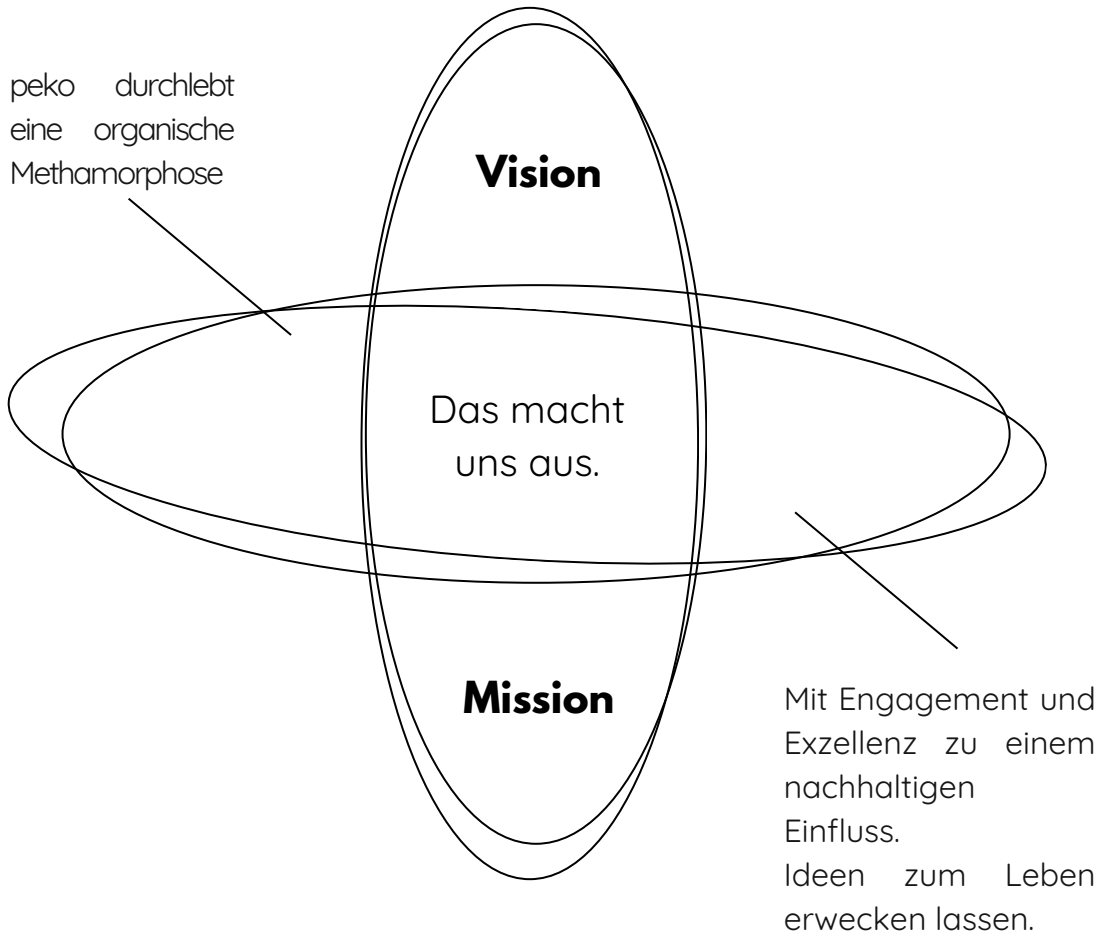 peko durchlebt
eine organische
Methamorphose
Vision
Das macht
uns aus.
Mission
Mit Engagement und
Exzellenz zu einem
nachhaltigen
Einfluss.
Ideen zum Leben
erwecken lassen.